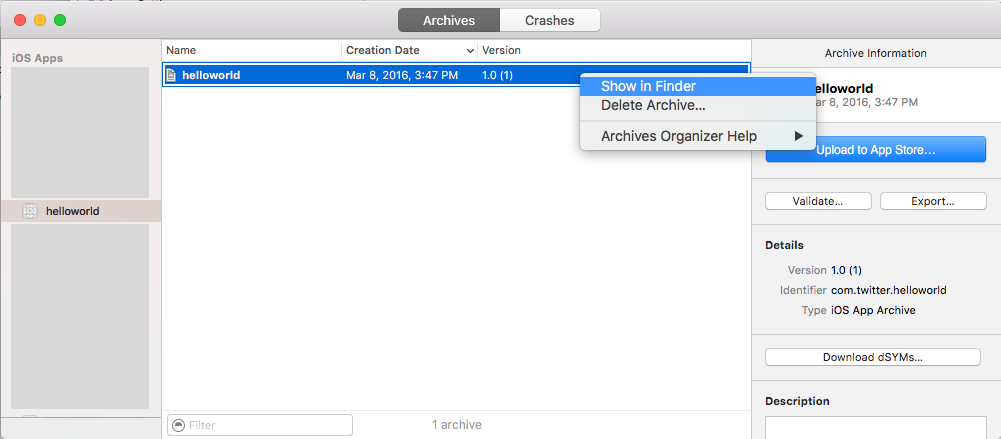 Archives Crashes
iOS Apps
helloworld
Name Creation Date Version
helloworld Mar 8, 2016, 3:47 PM 1.0 (1)
Show in Finder
Delete Archive...
Archives Organizer Help
Filter
1 archive
Archive Information
helloworld
ar 8, 2016, 3:47 PM
Upload to App Store...
Validate... Export...
Details
Version 1.0 (1)
Identifier com.twitter.helloworld
Type iOS App Archive
Download dSYMs...
Description